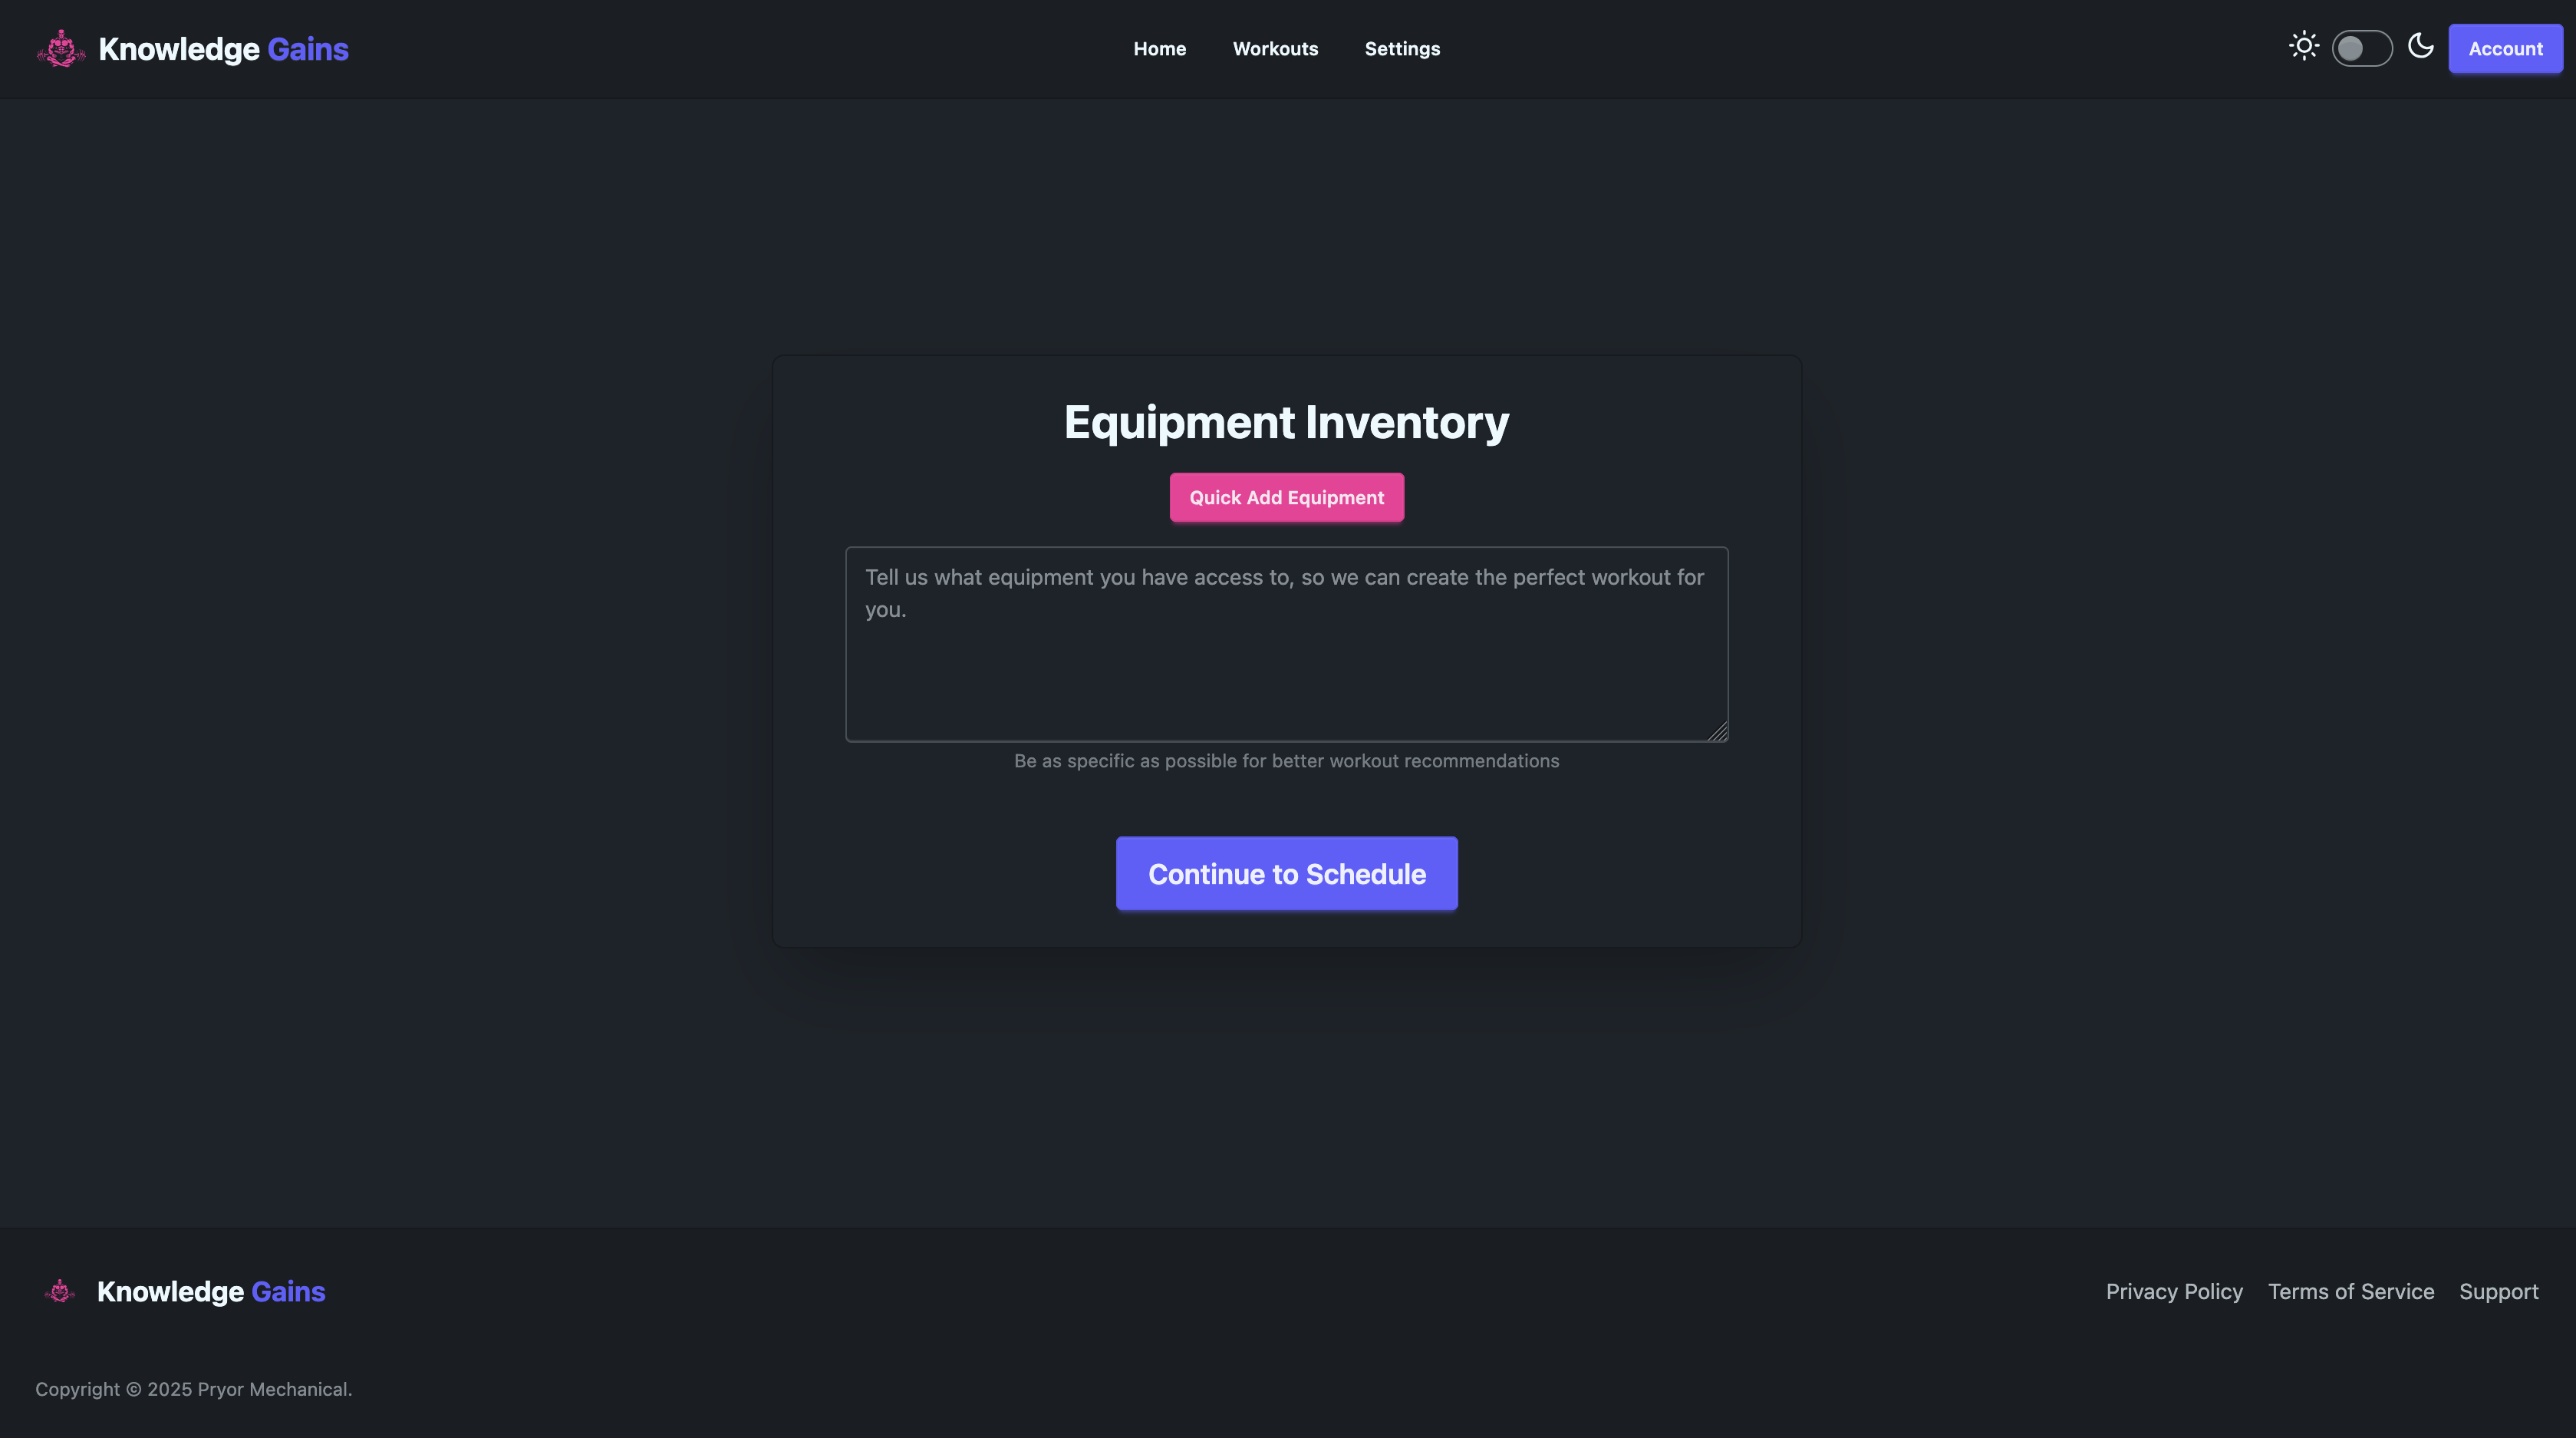 Knowledge Gains
Home
Workouts
Settings
Account
Equipment Inventory
Quick Add Equipment
Tell us what equipment you have access to, so we can create the perfect workout for
you.
Be as specific as possible for better workout recommendations
Continue to Schedule
Knowledge Gains
Privacy Policy
Terms of Service
Support
Copyright © 2025 Pryor Mechanical.